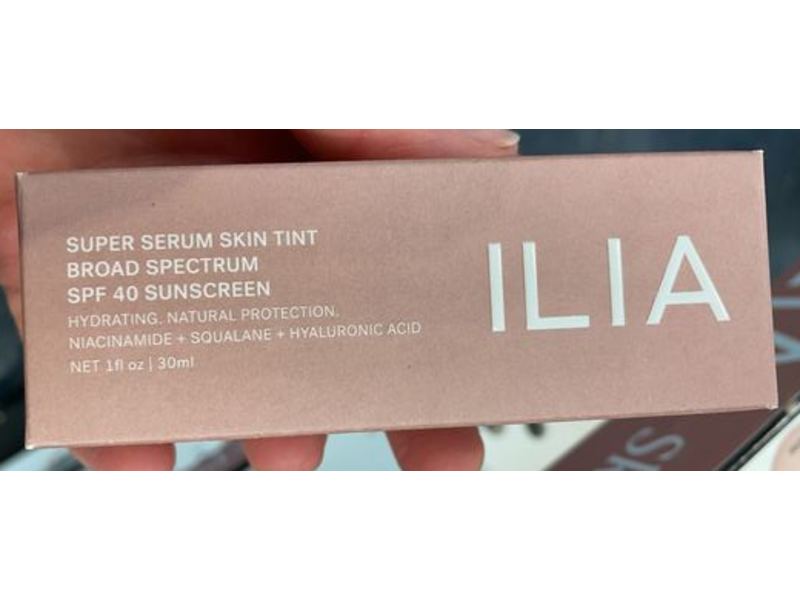 SUPER SERUM SKIN TINT
BROAD SPECTRUM
SPF 40 SUNSCREEN
HYDRATING. NATURAL PROTECTION.
NIACINAMIDE + SQUALANE + HYALURONIC ACID
NET 1fl oz | 30ml
ILIA